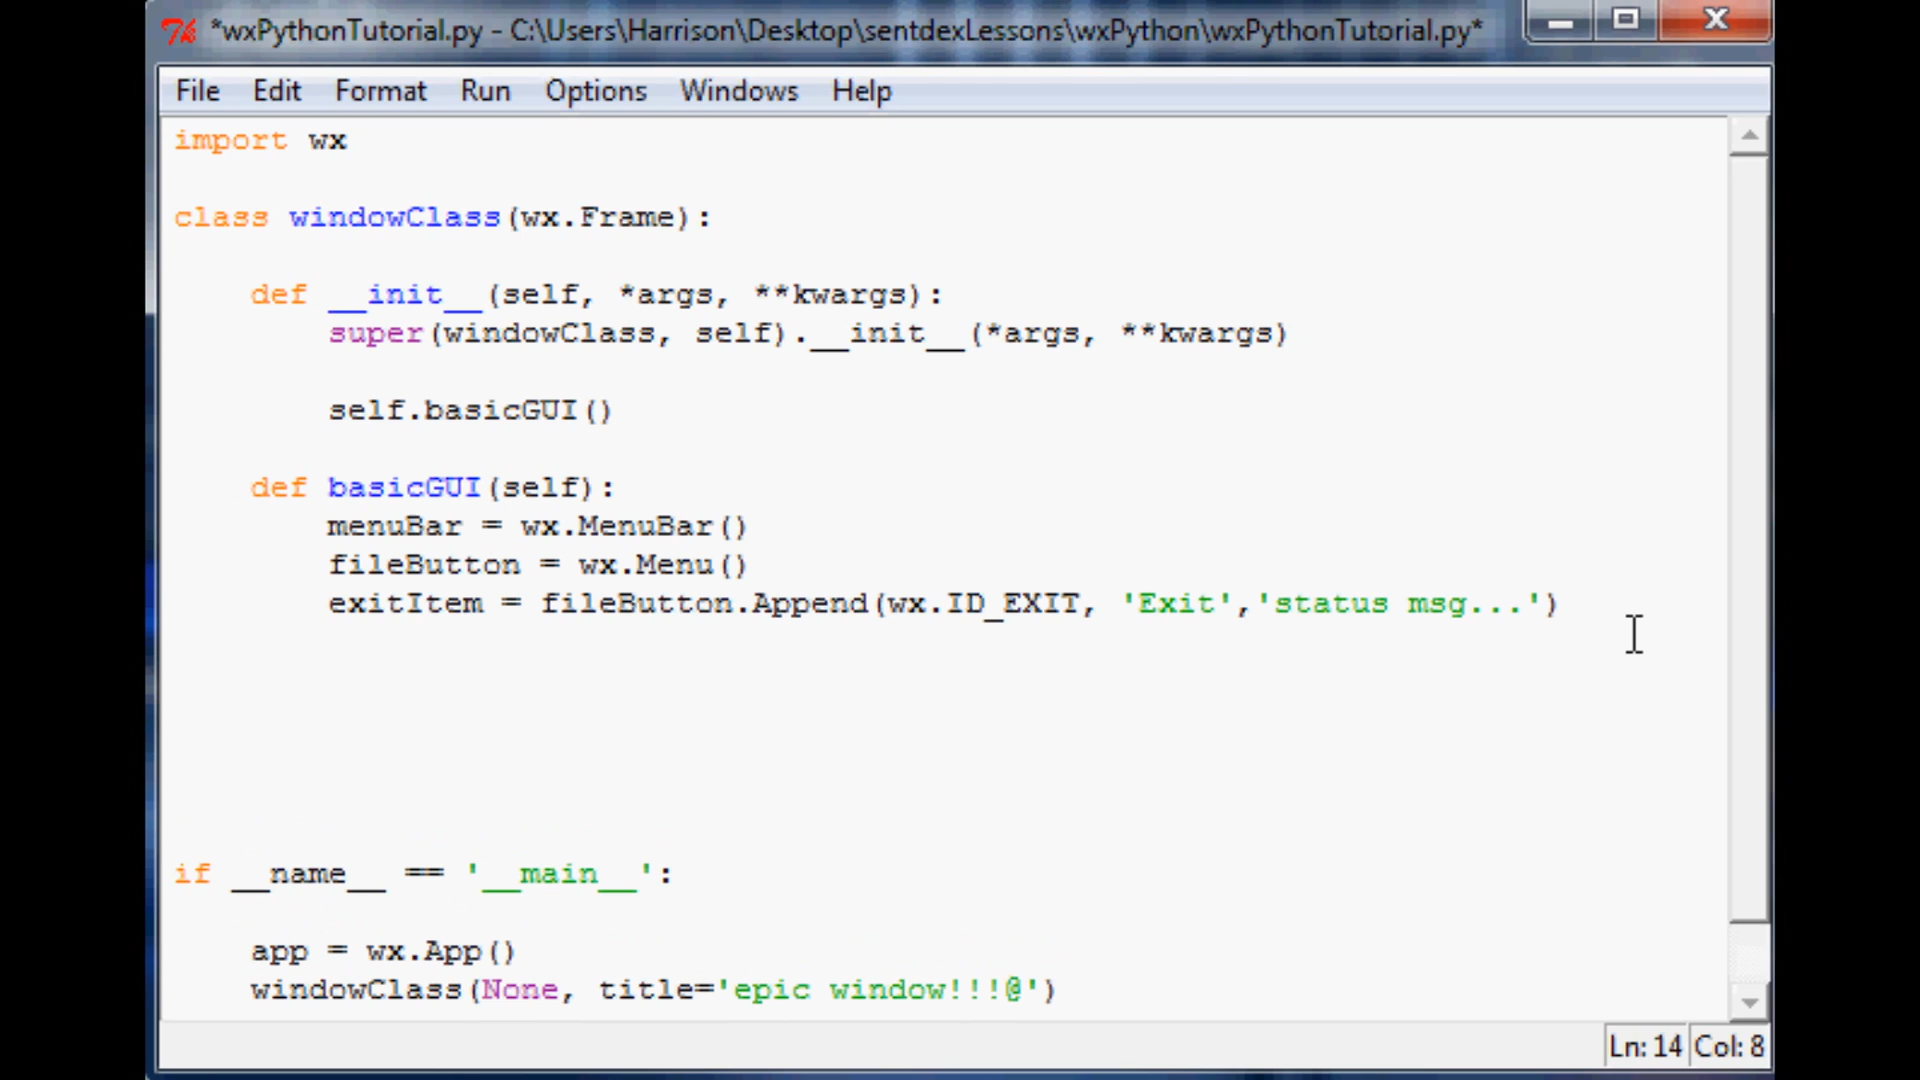 *wxPythonTutorial.py - C:\Users\Harrison\Desktop\sentdexLessons\wxPython\wxPythonTutorial.py*
File Edit Format Run Options Windows Help
import wx
class windowClass(wx.Frame):
def __init__(self, *args, **kwargs):
super(windowClass, self).__init__(*args, **kwargs)
self.basicGUI()
def basicGUI(self):
menuBar = wx.MenuBar()
fileButton = wx.Menu()
exitItem = fileButton.Append(wx.ID_EXIT, 'Exit','status msg...')
if __name__ == '__main__':
app = wx.App()
windowClass(None, title='epic window!!!@')
Ln: 14 Col: 8